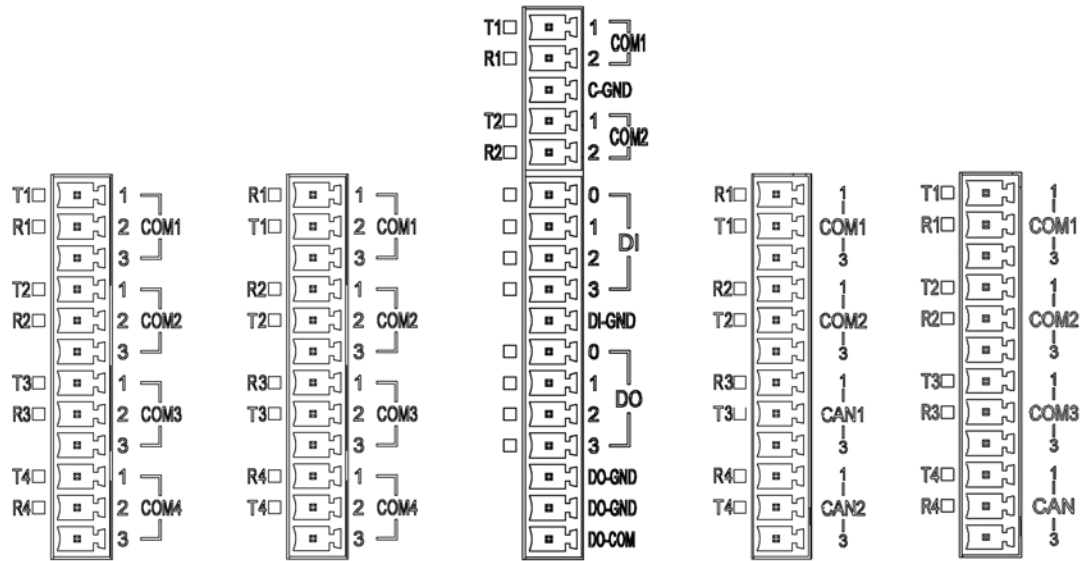 T1 1
COM1
R1 2
C-GND
T2 1
COM2
R2 2
0
1
DI
2
3
DI-GND
0
1
DO
2
3
DO-GND
DO-GND
DO-COM
T1 1
R1 2 COM1
3
T2 1
R2 2 COM2
3
T3 1
R3 2 COM3
3
T4 1
R4 2 COM4
3
R1 1
T1 2 COM1
3
R2 1
T2 2 COM2
3
R3 1
T3 2 COM3
3
R4 1
T4 2 COM4
3
R1 1
T1 COM1
3
R2 1
T2 COM2
3
R3 1
T3 CAN1
3
R4 1
T4 CAN2
3
T1 1
R1 COM1
3
T2 1
R2 COM2
3
T3 1
R3 COM3
3
T4 1
R4 CAN
3